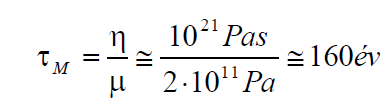 τ_M = η/μ ≅ 10^21 Pas / 2·10^11 Pa ≅ 160év